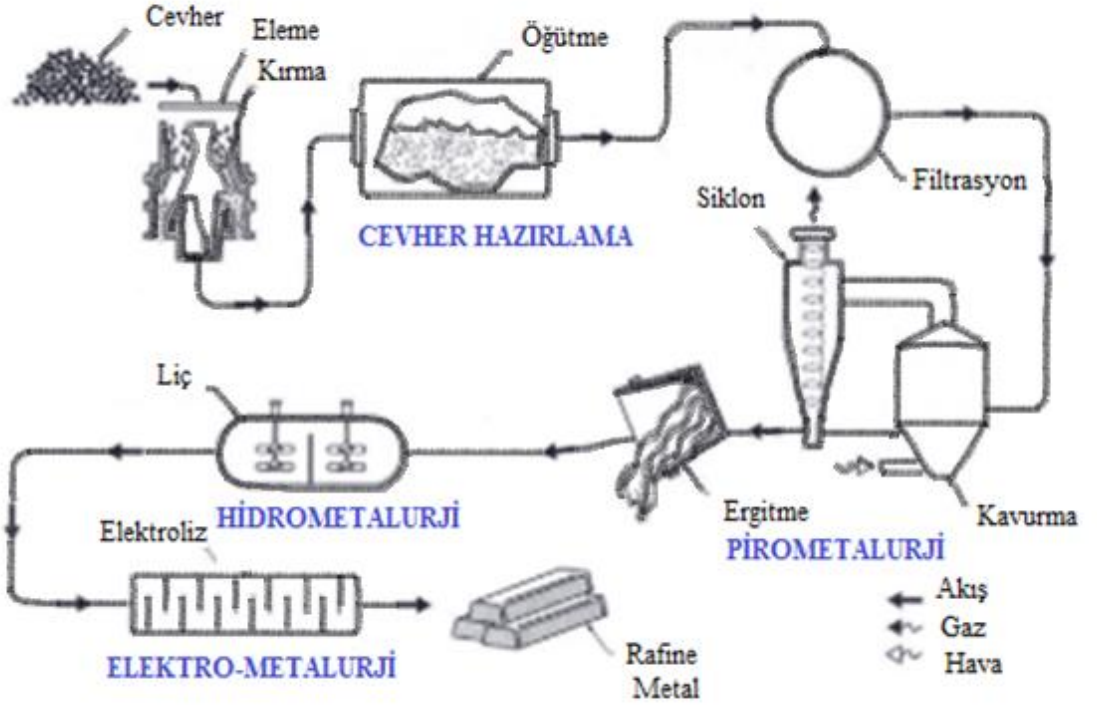 Cevher
Eleme
Kırma
Öğütme
Filtrasyon
CEVHER HAZIRLAMA
Siklon
Liç
HİDROMETALURJİ
Ergitme
Kavurma
PİROMETALURJİ
Elektroliz
ELEKTRO-METALURJİ
Rafine
Metal
Akış
Gaz
Hava